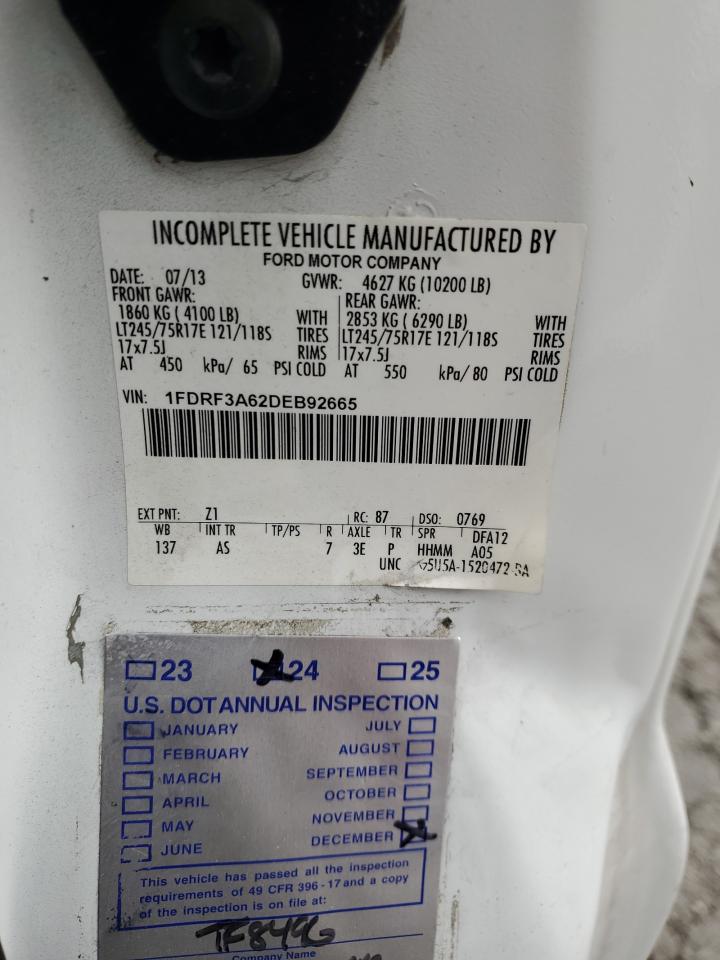 INCOMPLETE VEHICLE MANUFACTURED BY
FORD MOTOR COMPANY
DATE: 07/13 GVWR: 4627 KG (10200 LB)
FRONT GAWR: REAR GAWR:
1860 KG ( 4100 LB) WITH 2853 KG ( 6290 LB) WITH
LT245/75R17E 121/118S TIRES LT245/75R17E 121/118S TIRES
17x7.5J RIMS 17x7.5J RIMS
AT 450 kPa/ 65 PSI COLD AT 550 kPa/ 80 PSI COLD
VIN: 1FDRF3A62DEB92665
EXT PNT: Z1 RC: 87 DSO: 0769
WB INT TR TP/PS R AXLE TR SPR DFA12
137 AS 7 3E P HHMM A05
UNC 5U5A-1520472-
23 24 25
U.S. DOT ANNUAL INSPECTION
JANUARY JULY
FEBRUARY AUGUST
MARCH SEPTEMBER
APRIL OCTOBER
MAY NOVEMBER
JUNE DECEMBER
This vehicle has passed all the inspection
requirements of 49 CFR 396-17 and a copy
of the inspection is on file at:
TF8496
Company Name